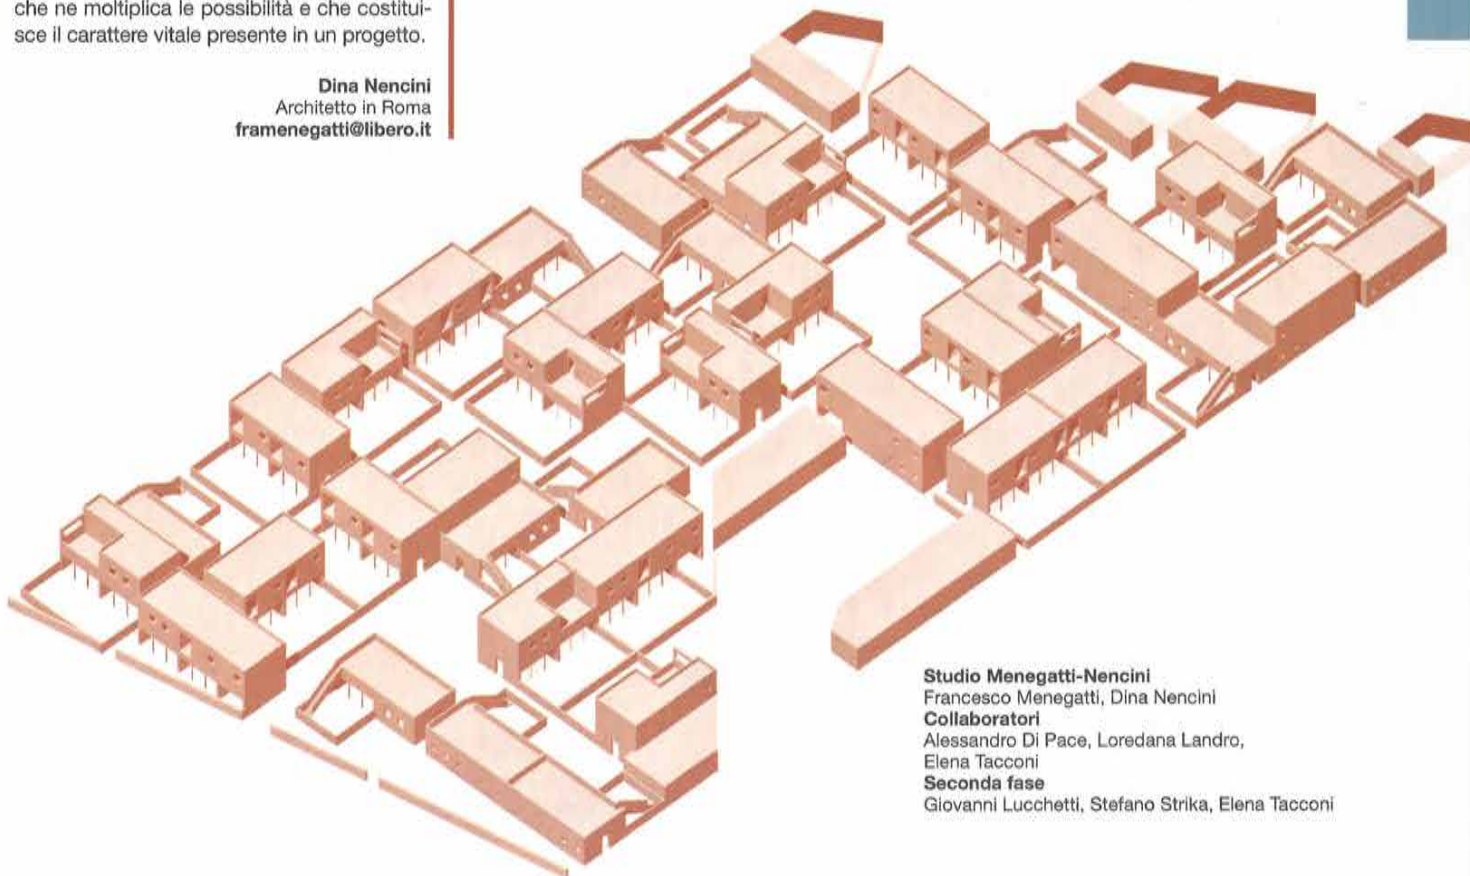 che ne moltiplica le possibilità e che costitui-
sce il carattere vitale presente in un progetto.
Dina Nencini
Architetto in Roma
framenegatti@libero.it
Studio Menegatti-Nencini
Francesco Menegatti, Dina Nencini
Collaboratori
Alessandro Di Pace, Loredana Landro,
Elena Tacconi
Seconda fase
Giovanni Lucchetti, Stefano Strika, Elena Tacconi